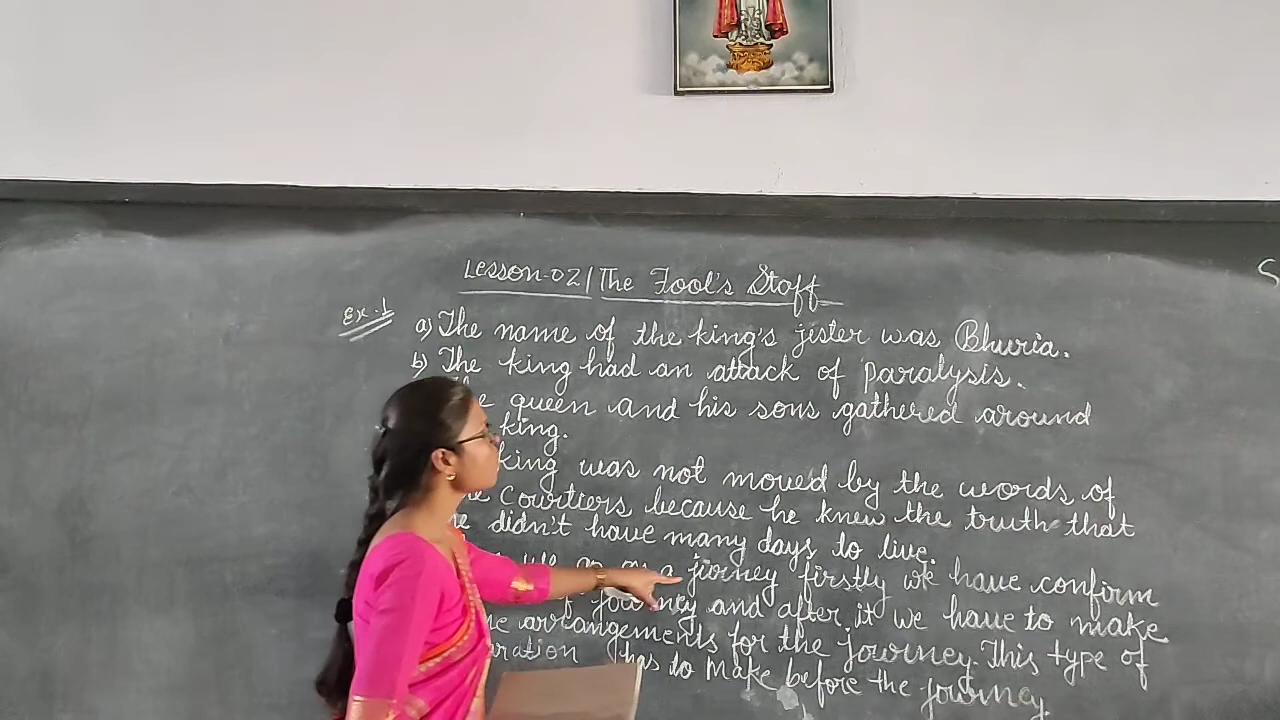 Lesson-02/The Fool's Staff
Ex-1
a) The name of the king's jister was Bhuria.
b) The king had an attack of paralysis.
queen and his sons gathered around
king.
king was not moved by the words of
Courtiers because he knew the truth that
didn't have many days to live.
a jorney firstly we have confirm
journey and after it we have to make
arrangements for the journey. This type of
has to make before the journey.
S